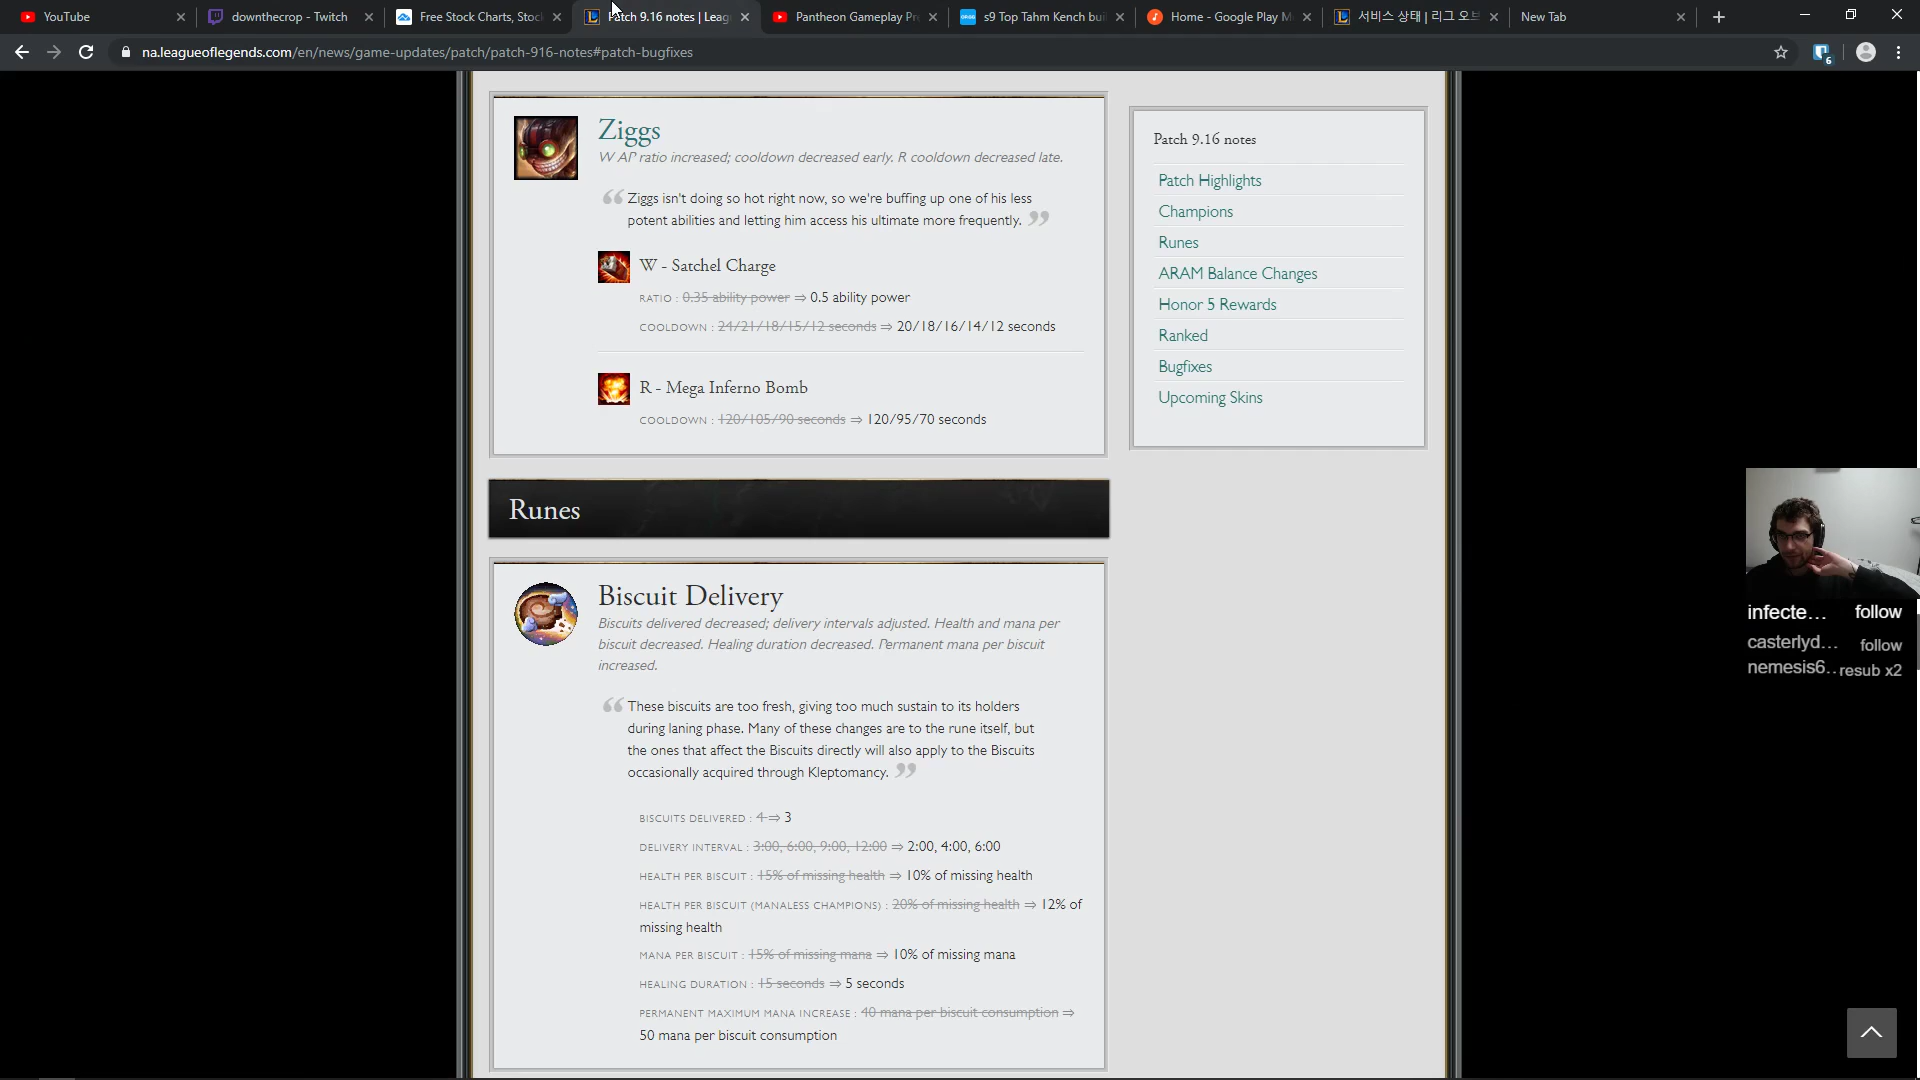 YouTube
downthecrop - Twitch
Free Stock Charts, Stoc
Patch 9.16 notes | Leag
Pantheon Gameplay Pr
s9 Top Tahm Kench bui
Home - Google Play M
서비스 상태 | 리그 오브
New Tab
na.leagueoflegends.com/en/news/game-updates/patch/patch-916-notes#patch-bugfixes
6
Ziggs
W AP ratio increased; cooldown decreased early. R cooldown decreased late.
“ Ziggs isn't doing so hot right now, so we're buffing up one of his less
potent abilities and letting him access his ultimate more frequently. ”
W - Satchel Charge
RATIO : 0.35 ability power ⇒ 0.5 ability power
COOLDOWN : 24/21/18/15/12 seconds ⇒ 20/18/16/14/12 seconds
R - Mega Inferno Bomb
COOLDOWN : 120/105/90 seconds ⇒ 120/95/70 seconds
Runes
Biscuit Delivery
Biscuits delivered decreased; delivery intervals adjusted. Health and mana per
biscuit decreased. Healing duration decreased. Permanent mana per biscuit
increased.
“ These biscuits are too fresh, giving too much sustain to its holders
during laning phase. Many of these changes are to the rune itself, but
the ones that affect the Biscuits directly will also apply to the Biscuits
occasionally acquired through Kleptomancy. ”
BISCUITS DELIVERED : 4 ⇒ 3
DELIVERY INTERVAL : 3:00, 6:00, 9:00, 12:00 ⇒ 2:00, 4:00, 6:00
HEALTH PER BISCUIT : 15% of missing health ⇒ 10% of missing health
HEALTH PER BISCUIT (MANALESS CHAMPIONS) : 20% of missing health ⇒ 12% of
missing health
MANA PER BISCUIT : 15% of missing mana ⇒ 10% of missing mana
HEALING DURATION : 15 seconds ⇒ 5 seconds
PERMANENT MAXIMUM MANA INCREASE : 40 mana per biscuit consumption ⇒
50 mana per biscuit consumption
Patch 9.16 notes
Patch Highlights
Champions
Runes
ARAM Balance Changes
Honor 5 Rewards
Ranked
Bugfixes
Upcoming Skins
infecte... follow
casterlyd... follow
nemesis6... resub x2